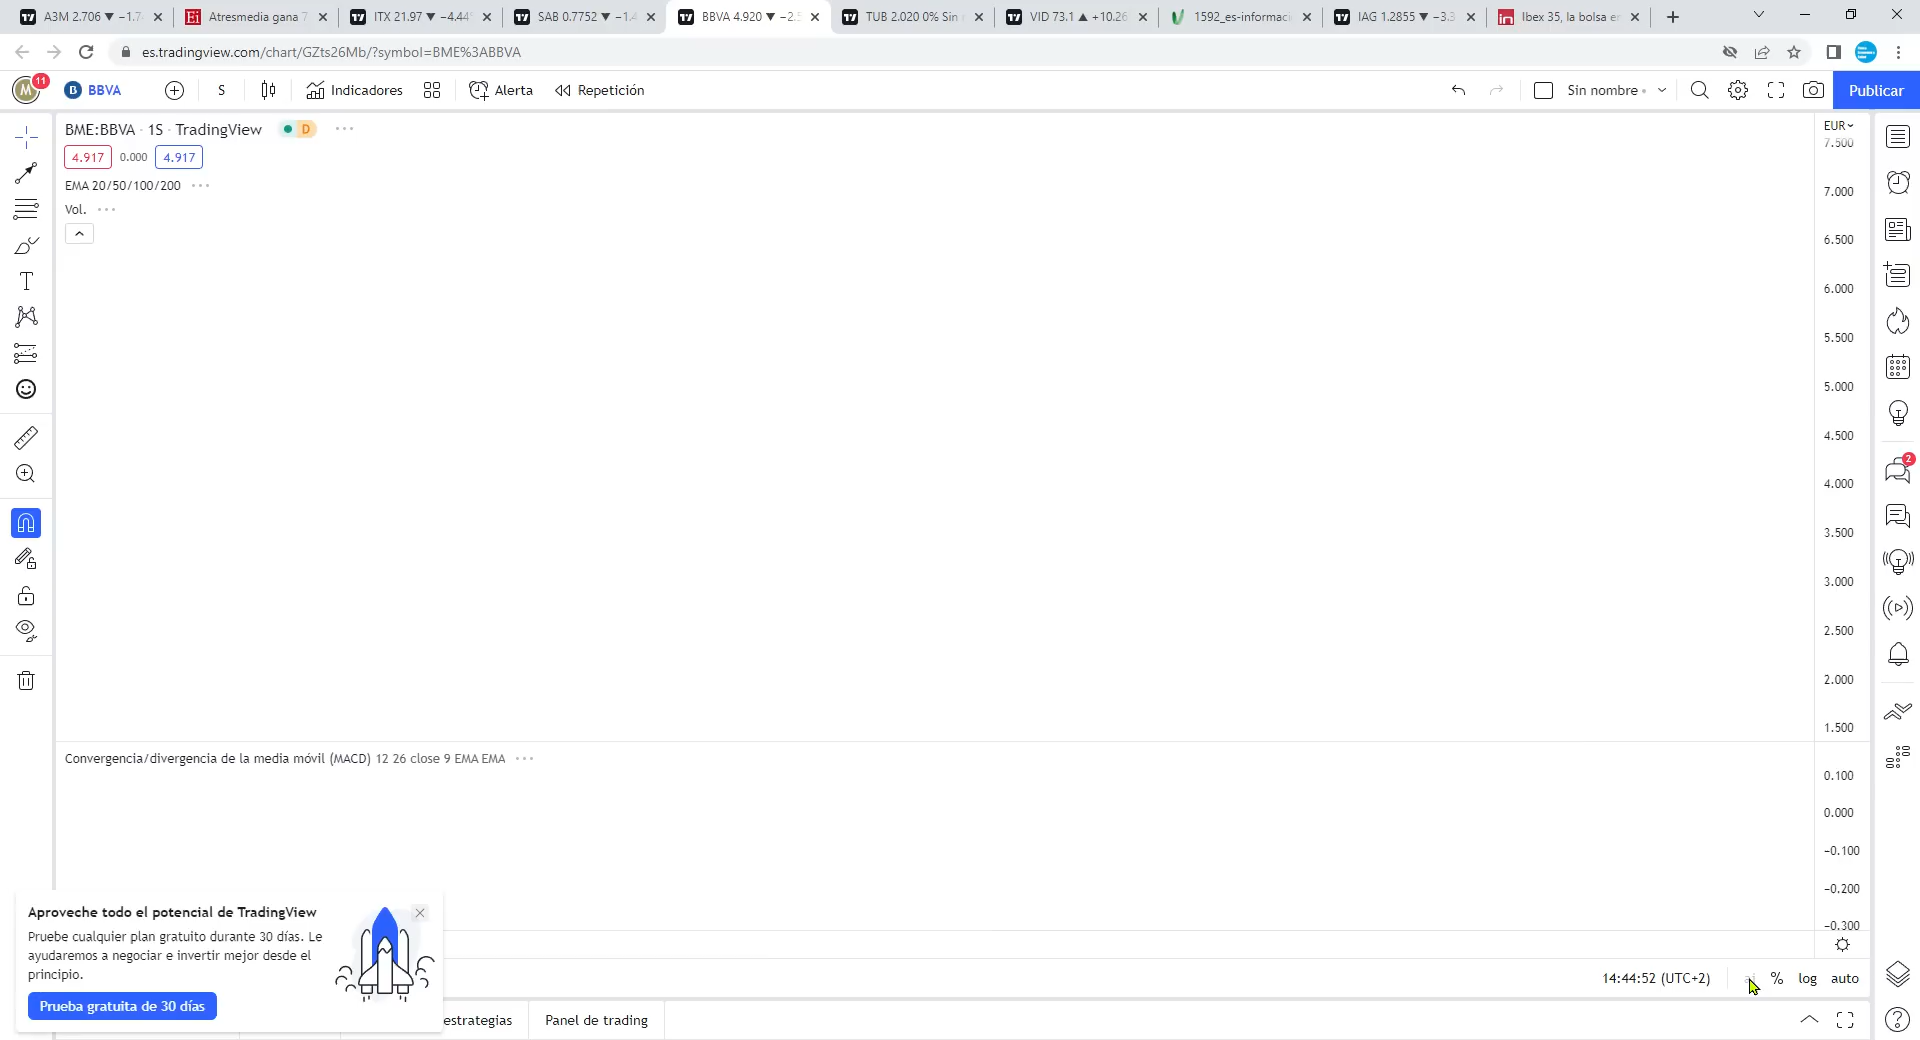 A3M 2.706 ▼ −1.7
Atresmedia gana 7
ITX 21.97 ▼ −4.44
SAB 0.7752 ▼ −1.4
BBVA 4.920 ▼ −2.5
TUB 2.020 0% Sin
VID 73.1 ▲ +10.26
1592_es-informaci
IAG 1.2855 ▼ −3.3
Ibex 35, la bolsa e
es.tradingview.com/chart/GZts26Mb/?symbol=BME%3ABBVA
M 11
B BBVA
S
Indicadores
Alerta
Repetición
Sin nombre
Publicar
BME:BBVA · 1S · TradingView D
EUR
4.917 0.000 4.917
EMA 20/50/100/200
Vol.
7.500
7.000
6.500
6.000
5.500
5.000
4.500
4.000
3.500
3.000
2.500
2.000
1.500
2
Convergencia/divergencia de la media móvil (MACD) 12 26 close 9 EMA EMA
0.100
0.000
−0.100
−0.200
−0.300
Aproveche todo el potencial de TradingView
Pruebe cualquier plan gratuito durante 30 días. Le
ayudaremos a negociar e invertir mejor desde el
principio.
Prueba gratuita de 30 días
14:44:52 (UTC+2)
% log auto
estrategias
Panel de trading